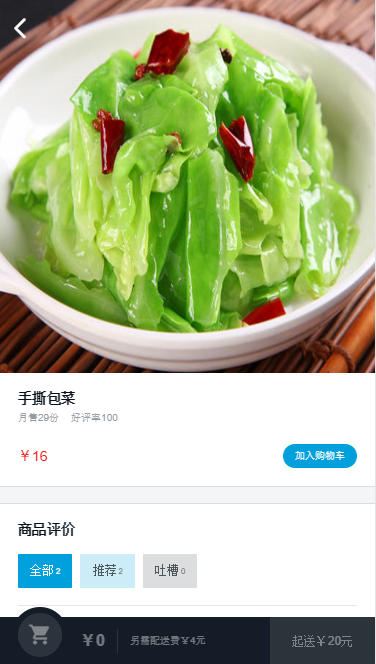 手撕包菜
月售29份 好评率100
￥16 加入购物车
商品评价
全部 2 推荐 2 吐槽 0
￥0 另需配送费￥4元 起送￥20元